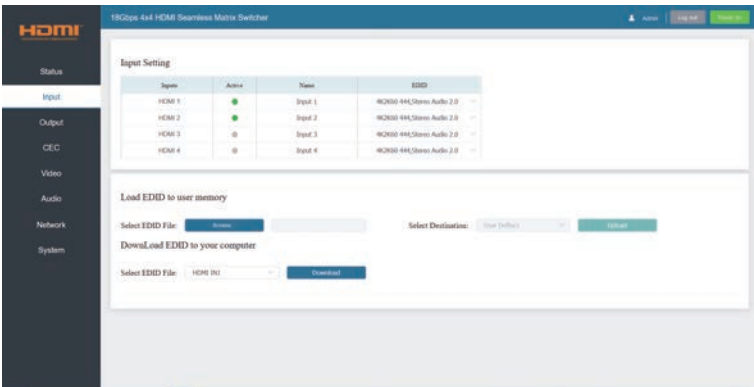 HDMI
18Gbps 4x4 HDMI Seamless Matrix Switcher
Admin
Log out
Status
Input
Output
CEC
Video
Audio
Network
System
Input Setting
Inputs Active Name EDID
HDMI 1 Input 1 4K2K60 444,Stereo Audio 2.0
HDMI 2 Input 2 4K2K60 444,Stereo Audio 2.0
HDMI 3 Input 3 4K2K60 444,Stereo Audio 2.0
HDMI 4 Input 4 4K2K60 444,Stereo Audio 2.0
Load EDID to user memory
Select EDID File: Browse Select Destination: Upload
DownLoad EDID to your computer
Select EDID File: HDMI IN1 Download